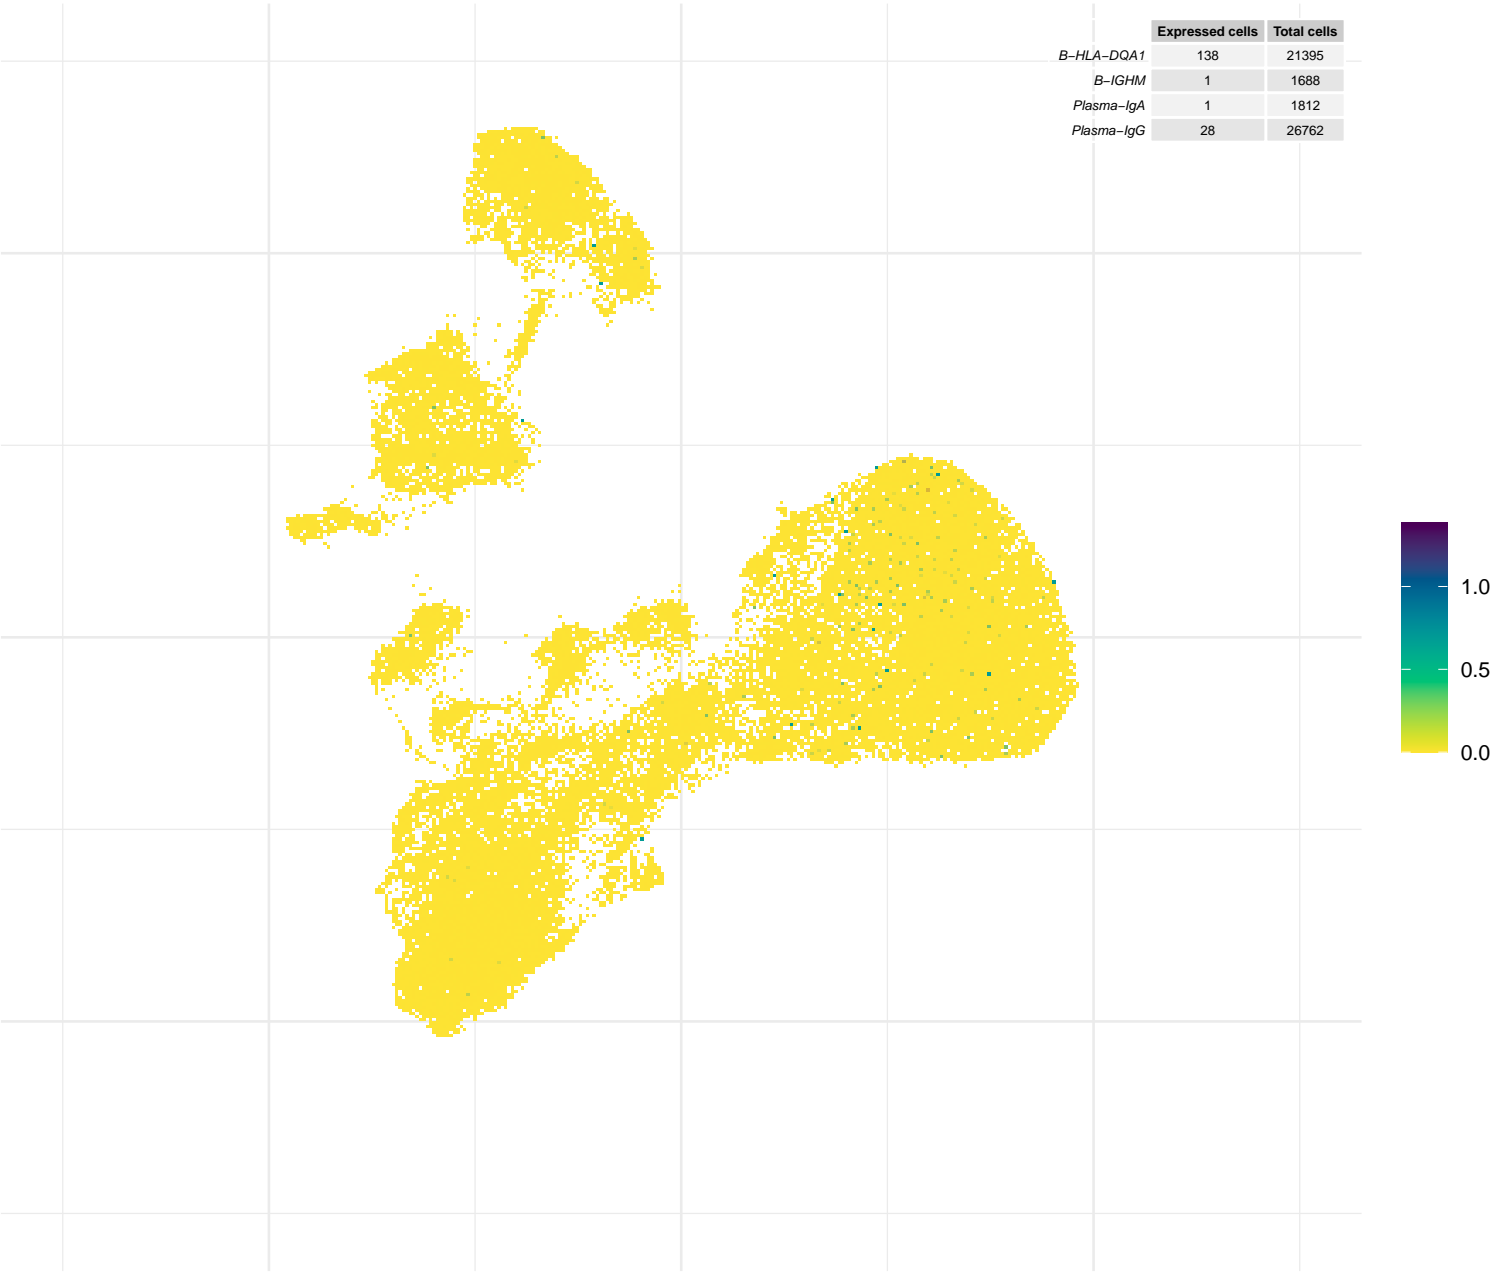 Expressed cells Total cells
B−HLA−DQA1 138 21395
B−IGHM 1 1688
Plasma−IgA 1 1812
Plasma−IgG 28 26762
1.0
0.5
0.0